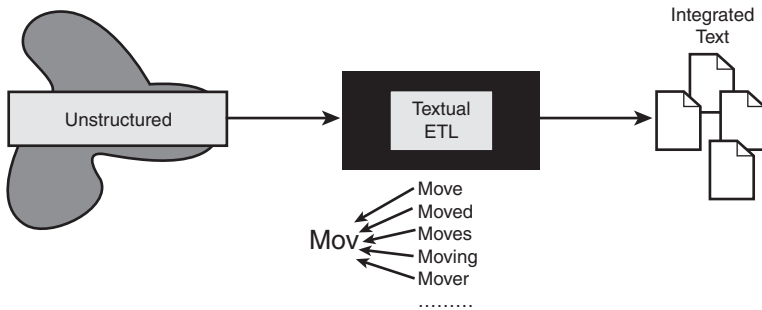 Integrated
Text
Unstructured
Textual
ETL
Move
Moved
Mov
Moves
Moving
Mover
.........